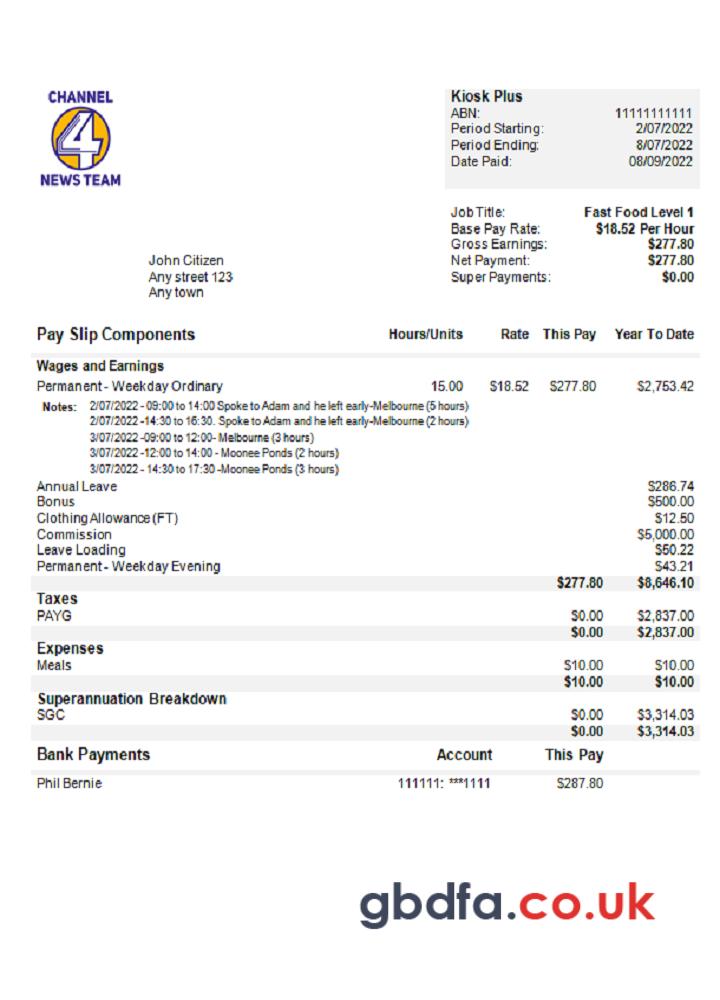 CHANNEL
4
NEWS TEAM
Kiosk Plus
ABN: 11111111111
Period Starting: 2/07/2022
Period Ending: 8/07/2022
Date Paid: 08/09/2022
Job Title: Fast Food Level 1
Base Pay Rate: $18.52 Per Hour
Gross Earnings: $277.80
Net Payment: $277.80
Super Payments: $0.00
John Citizen
Any street 123
Any town
Pay Slip Components Hours/Units Rate This Pay Year To Date
Wages and Earnings
Permanent - Weekday Ordinary 15.00 $18.52 $277.80 $2,753.42
Notes: 2/07/2022 - 09:00 to 14:00 Spoke to Adam and he left early-Melbourne (5 hours)
2/07/2022 -14:30 to 16:30. Spoke to Adam and he left early-Melbourne (2 hours)
3/07/2022 -09:00 to 12:00- Melbourne (3 hours)
3/07/2022 -12:00 to 14:00 - Moonee Ponds (2 hours)
3/07/2022 - 14:30 to 17:30 -Moonee Ponds (3 hours)
Annual Leave $286.74
Bonus $500.00
Clothing Allowance (FT) $12.50
Commission $5,000.00
Leave Loading $50.22
Permanent - Weekday Evening $43.21
$277.80 $8,646.10
Taxes
PAYG $0.00 $2,837.00
$0.00 $2,837.00
Expenses
Meals $10.00 $10.00
$10.00 $10.00
Superannuation Breakdown
SGC $0.00 $3,314.03
$0.00 $3,314.03
Bank Payments Account This Pay
Phil Bernie 111111: ***1111 $287.80
gbdfa.co.uk